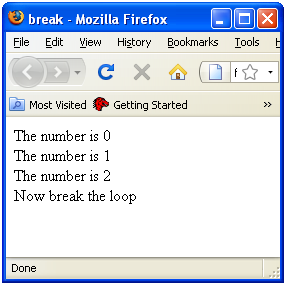 break - Mozilla Firefox
File Edit View History Bookmarks Tools H
f
Most Visited Getting Started »
The number is 0
The number is 1
The number is 2
Now break the loop
Done